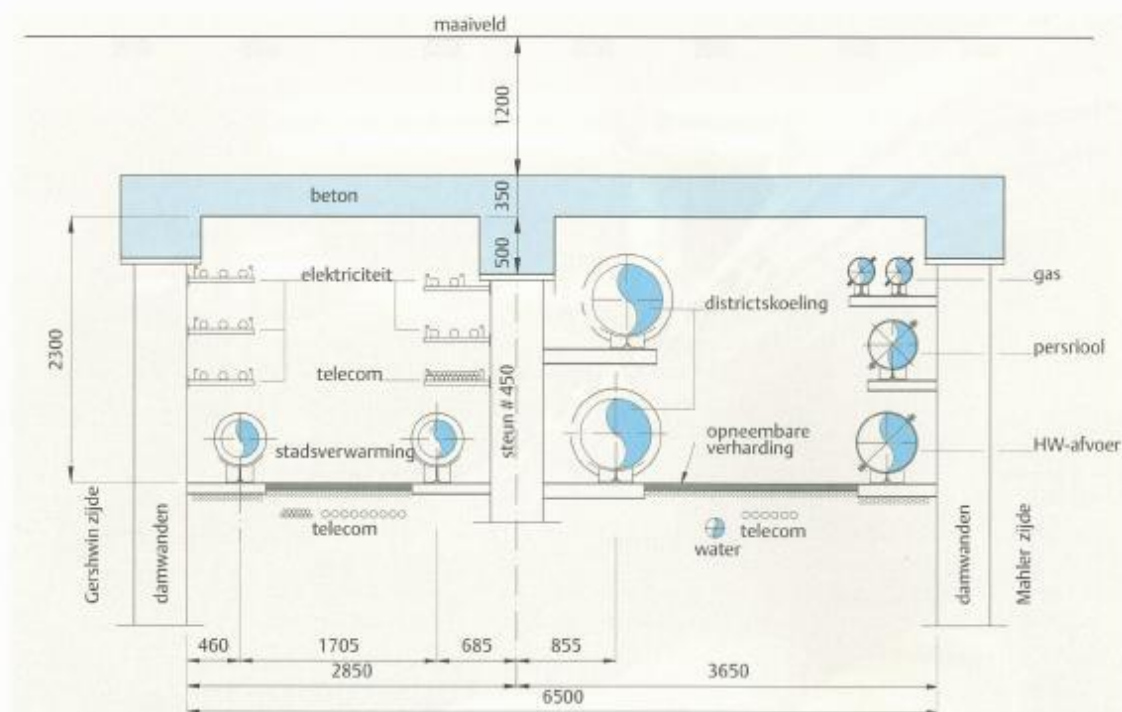 maaiveld
1200
beton
350
500
elektriciteit
gas
districtskoeling
2300
persriool
telecom
steun # 450
opneembare
verharding
stadsverwarming
HW-afvoer
telecom
telecom
water
Gershwin zijde
damwanden
damwanden
Mahler zijde
460
1705
685
855
2850
3650
6500